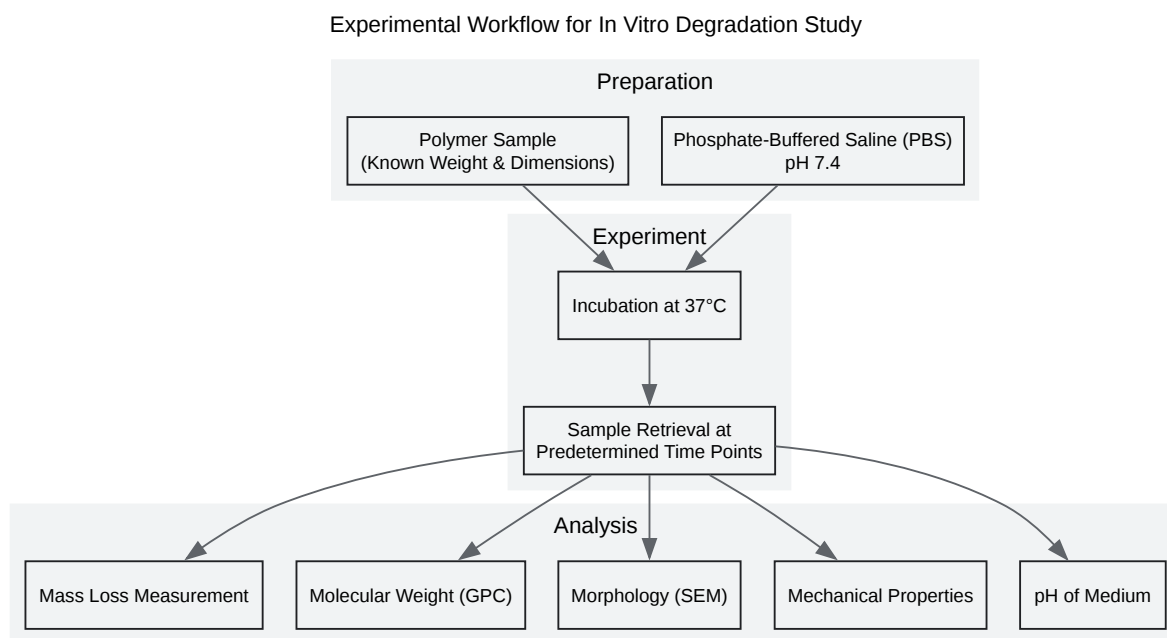 Experimental Workflow for In Vitro Degradation Study
Preparation
Polymer Sample
(Known Weight & Dimensions)
Phosphate-Buffered Saline (PBS)
pH 7.4
Experiment
Incubation at 37°C
Sample Retrieval at
Predetermined Time Points
Analysis
Mass Loss Measurement
Molecular Weight (GPC)
Morphology (SEM)
Mechanical Properties
pH of Medium